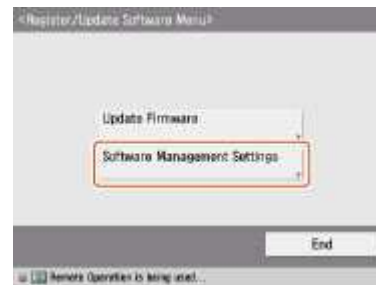 <Register/Update Software Menu>
Update Firmware
Software Management Settings
End
Remote Operation is being used...